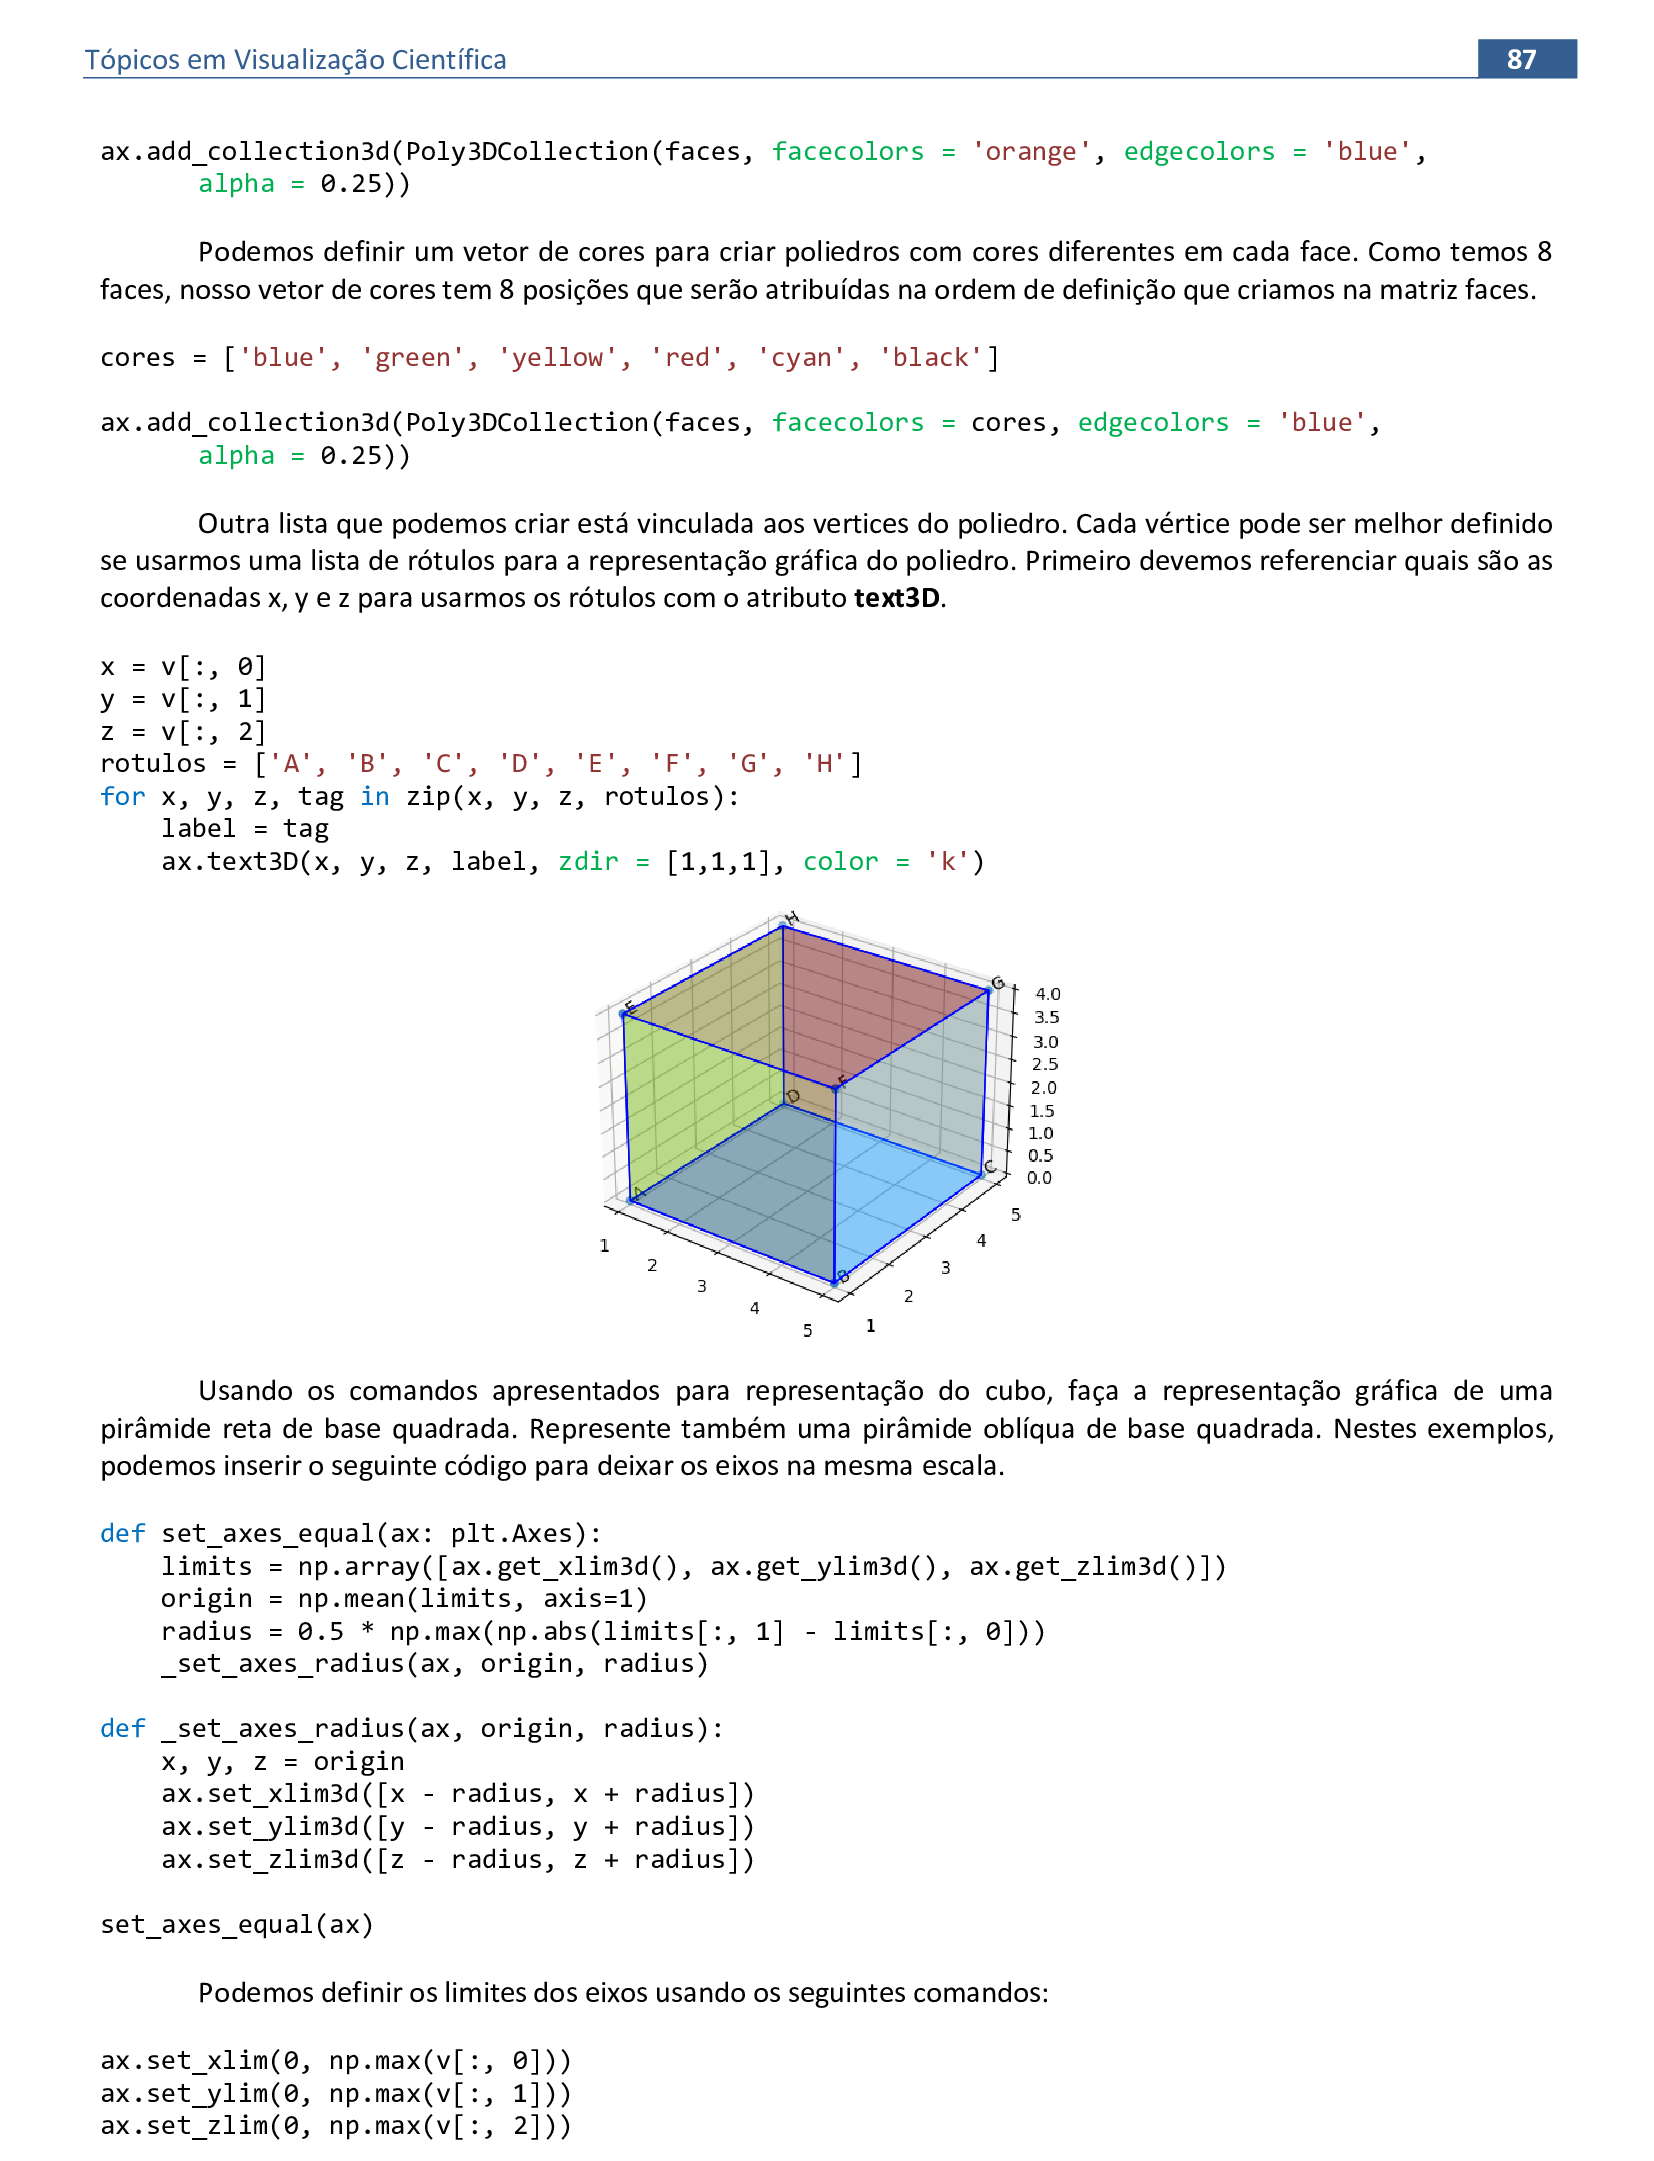 Tópicos em Visualização Científica 87
ax.add_collection3d(Poly3DCollection(faces, facecolors = 'orange', edgecolors = 'blue',
alpha = 0.25))
Podemos definir um vetor de cores para criar poliedros com cores diferentes em cada face. Como temos 8
faces, nosso vetor de cores tem 8 posições que serão atribuídas na ordem de definição que criamos na matriz faces.
cores = ['blue', 'green', 'yellow', 'red', 'cyan', 'black']
ax.add_collection3d(Poly3DCollection(faces, facecolors = cores, edgecolors = 'blue',
alpha = 0.25))
Outra lista que podemos criar está vinculada aos vertices do poliedro. Cada vértice pode ser melhor definido
se usarmos uma lista de rótulos para a representação gráfica do poliedro. Primeiro devemos referenciar quais são as
coordenadas x, y e z para usarmos os rótulos com o atributo text3D.
x = v[:, 0]
y = v[:, 1]
z = v[:, 2]
rotulos = ['A', 'B', 'C', 'D', 'E', 'F', 'G', 'H']
for x, y, z, tag in zip(x, y, z, rotulos):
    label = tag
    ax.text3D(x, y, z, label, zdir = [1,1,1], color = 'k')
H
G
E
F
D
C
A
B
4.0
3.5
3.0
2.5
2.0
1.5
1.0
0.5
0.0
1
2
3
4
5
1
2
3
4
5
Usando os comandos apresentados para representação do cubo, faça a representação gráfica de uma
pirâmide reta de base quadrada. Represente também uma pirâmide oblíqua de base quadrada. Nestes exemplos,
podemos inserir o seguinte código para deixar os eixos na mesma escala.
def set_axes_equal(ax: plt.Axes):
    limits = np.array([ax.get_xlim3d(), ax.get_ylim3d(), ax.get_zlim3d()])
    origin = np.mean(limits, axis=1)
    radius = 0.5 * np.max(np.abs(limits[:, 1] - limits[:, 0]))
    _set_axes_radius(ax, origin, radius)
def _set_axes_radius(ax, origin, radius):
    x, y, z = origin
    ax.set_xlim3d([x - radius, x + radius])
    ax.set_ylim3d([y - radius, y + radius])
    ax.set_zlim3d([z - radius, z + radius])
set_axes_equal(ax)
Podemos definir os limites dos eixos usando os seguintes comandos:
ax.set_xlim(0, np.max(v[:, 0]))
ax.set_ylim(0, np.max(v[:, 1]))
ax.set_zlim(0, np.max(v[:, 2]))